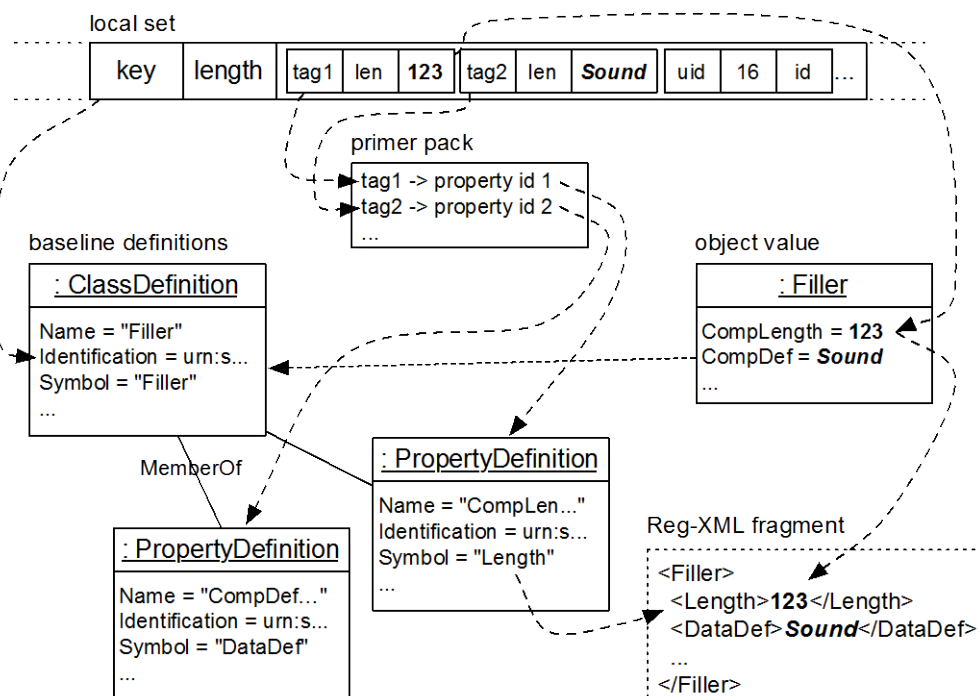 local set
key length tag1 len 123 tag2 len Sound uid 16 id ...
primer pack
tag1 -> property id 1
tag2 -> property id 2
...
baseline definitions
: ClassDefinition
Name = "Filler"
Identification = urn:s...
Symbol = "Filler"
...
object value
: Filler
CompLength = 123
CompDef = Sound
...
MemberOf
: PropertyDefinition
Name = "CompLen..."
Identification = urn:s...
Symbol = "Length"
...
: PropertyDefinition
Name = "CompDef..."
Identification = urn:s...
Symbol = "DataDef"
...
Reg-XML fragment
<Filler>
<Length>123</Length>
<DataDef>Sound</DataDef>
...
</Filler>